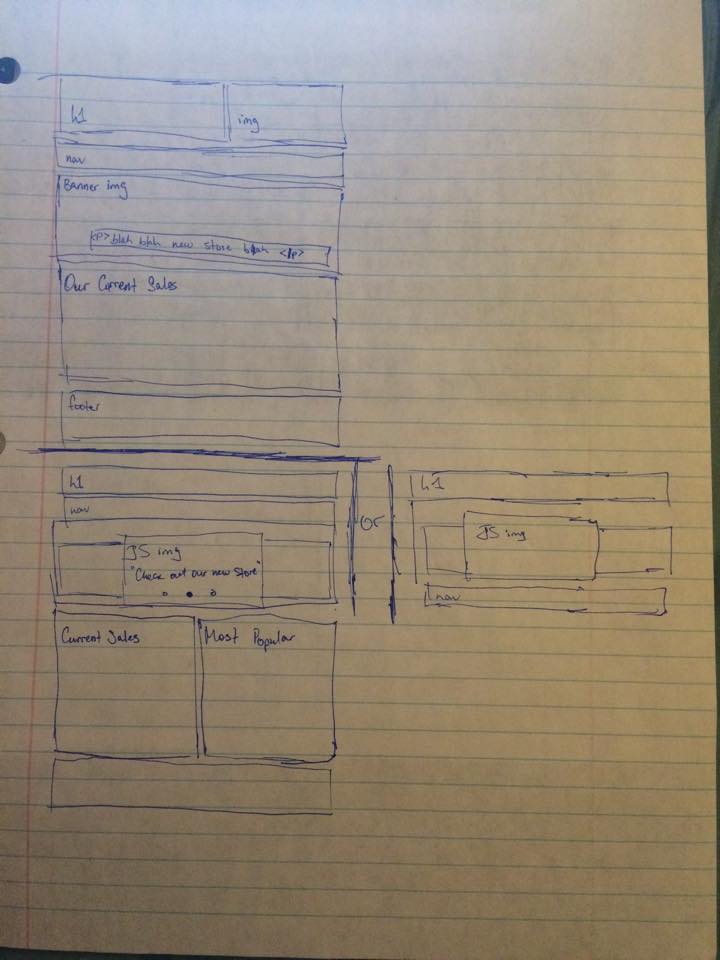 h1
img
nav
Banner img
<p>blah blah new store blah </p>
Our Current Sales
footer
h1
nav
JS img
"Check out our new store"
Current Sales
Most Popular
or
h1
JS img
nav